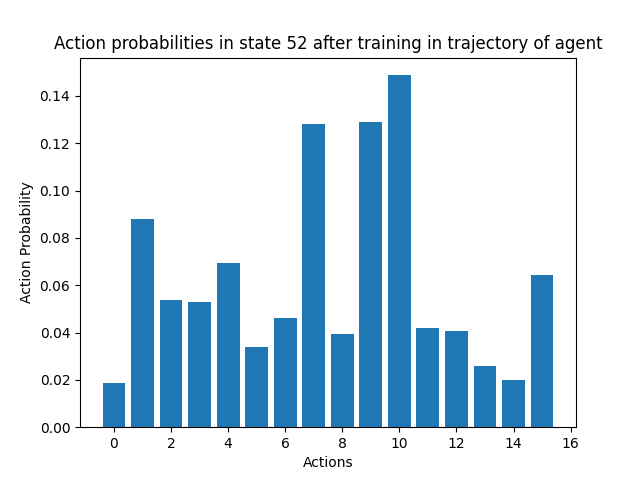 Action probabilities in state 52 after training in trajectory of agent
0.14
0.12
0.10
0.08
0.06
0.04
0.02
0.00
Action Probability
0 2 4 6 8 10 12 14 16
Actions